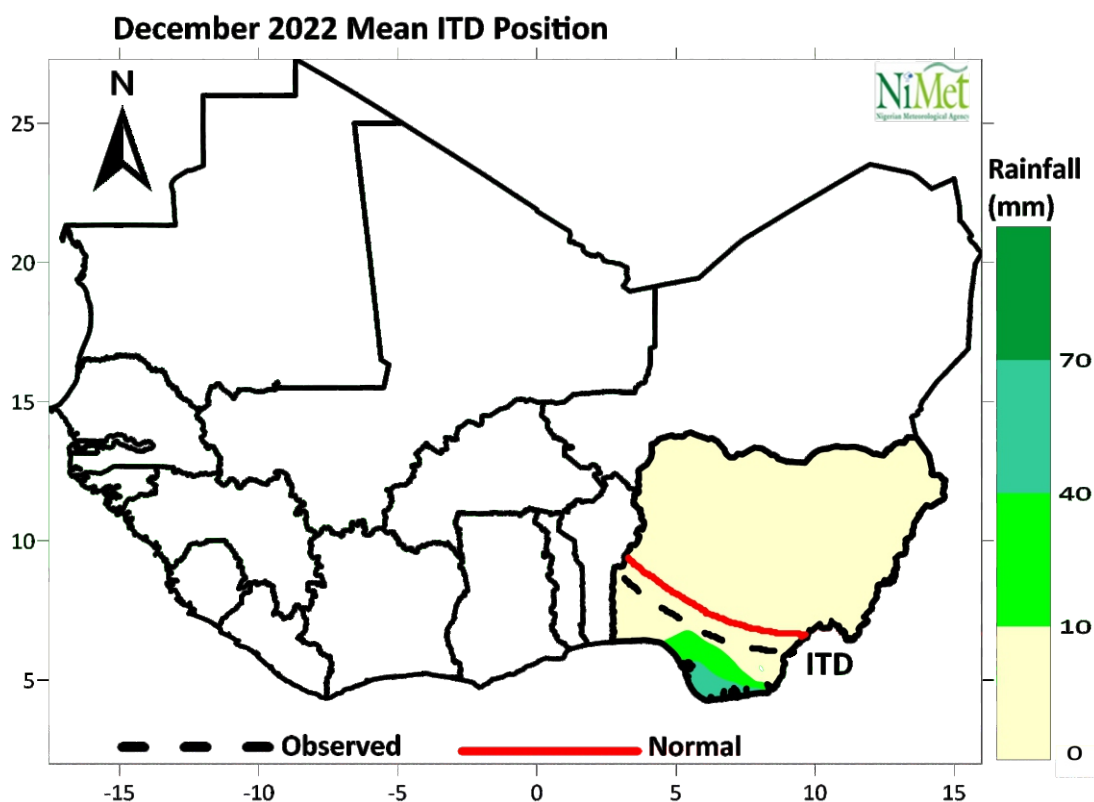 December 2022 Mean ITD Position
N
NiMet
Nigerian Meteorological Agency
25
20
15
10
5
Rainfall
(mm)
70
40
10
0
ITD
Observed
Normal
-15 -10 -5 0 5 10 15